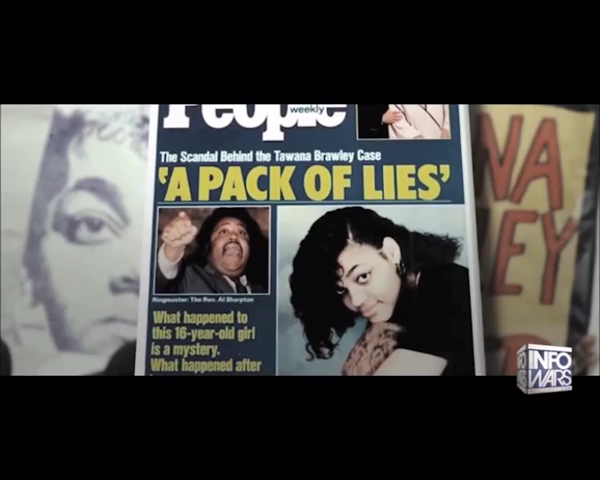 People
weekly
The Scandal Behind the Tawana Brawley Case
'A PACK OF LIES'
Ringmaster: The Rev. Al Sharpton
What happened to
this 16-year-old girl
is a mystery.
What happened after
NA
EY
INFO
WARS